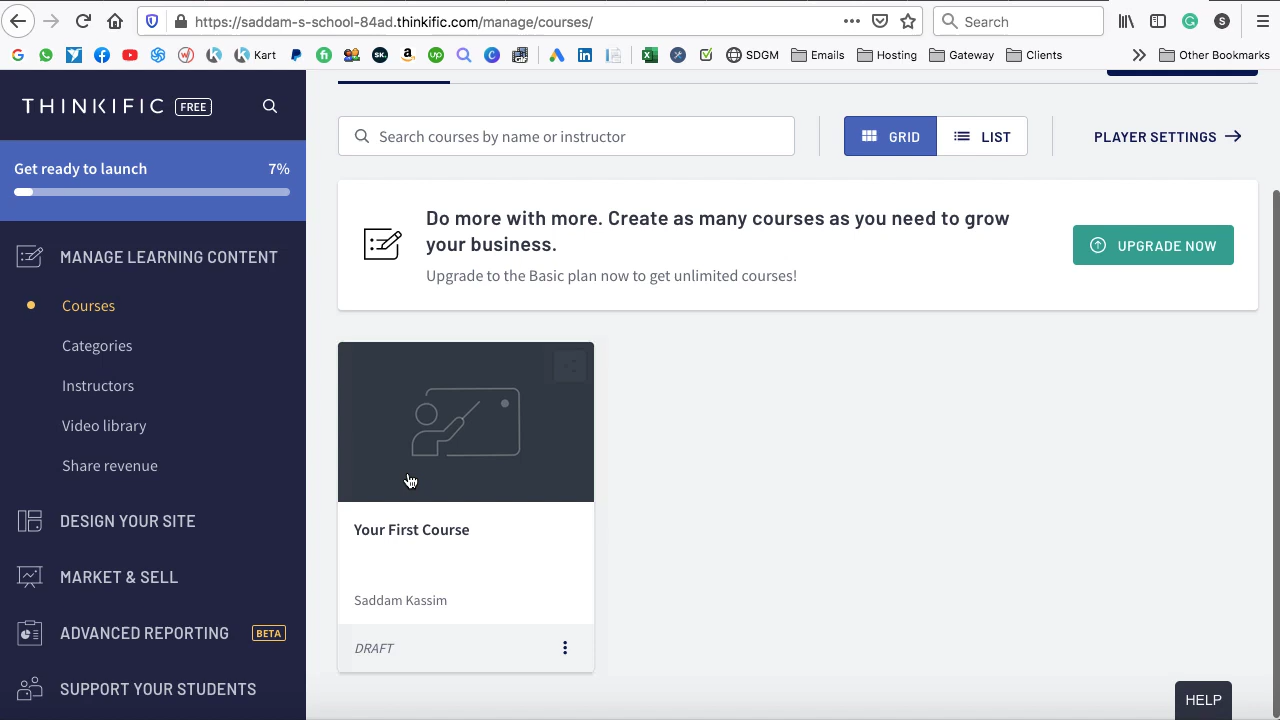 https://saddam-s-school-84ad.thinkific.com/manage/courses/
Search
Kart
SDGM
Emails
Hosting
Gateway
Clients
Other Bookmarks
THINKIFIC FREE
Get ready to launch 7%
MANAGE LEARNING CONTENT
Courses
Categories
Instructors
Video library
Share revenue
DESIGN YOUR SITE
MARKET & SELL
ADVANCED REPORTING BETA
SUPPORT YOUR STUDENTS
Search courses by name or instructor
GRID
LIST
PLAYER SETTINGS
Do more with more. Create as many courses as you need to grow
your business.
Upgrade to the Basic plan now to get unlimited courses!
UPGRADE NOW
Your First Course
Saddam Kassim
DRAFT
HELP